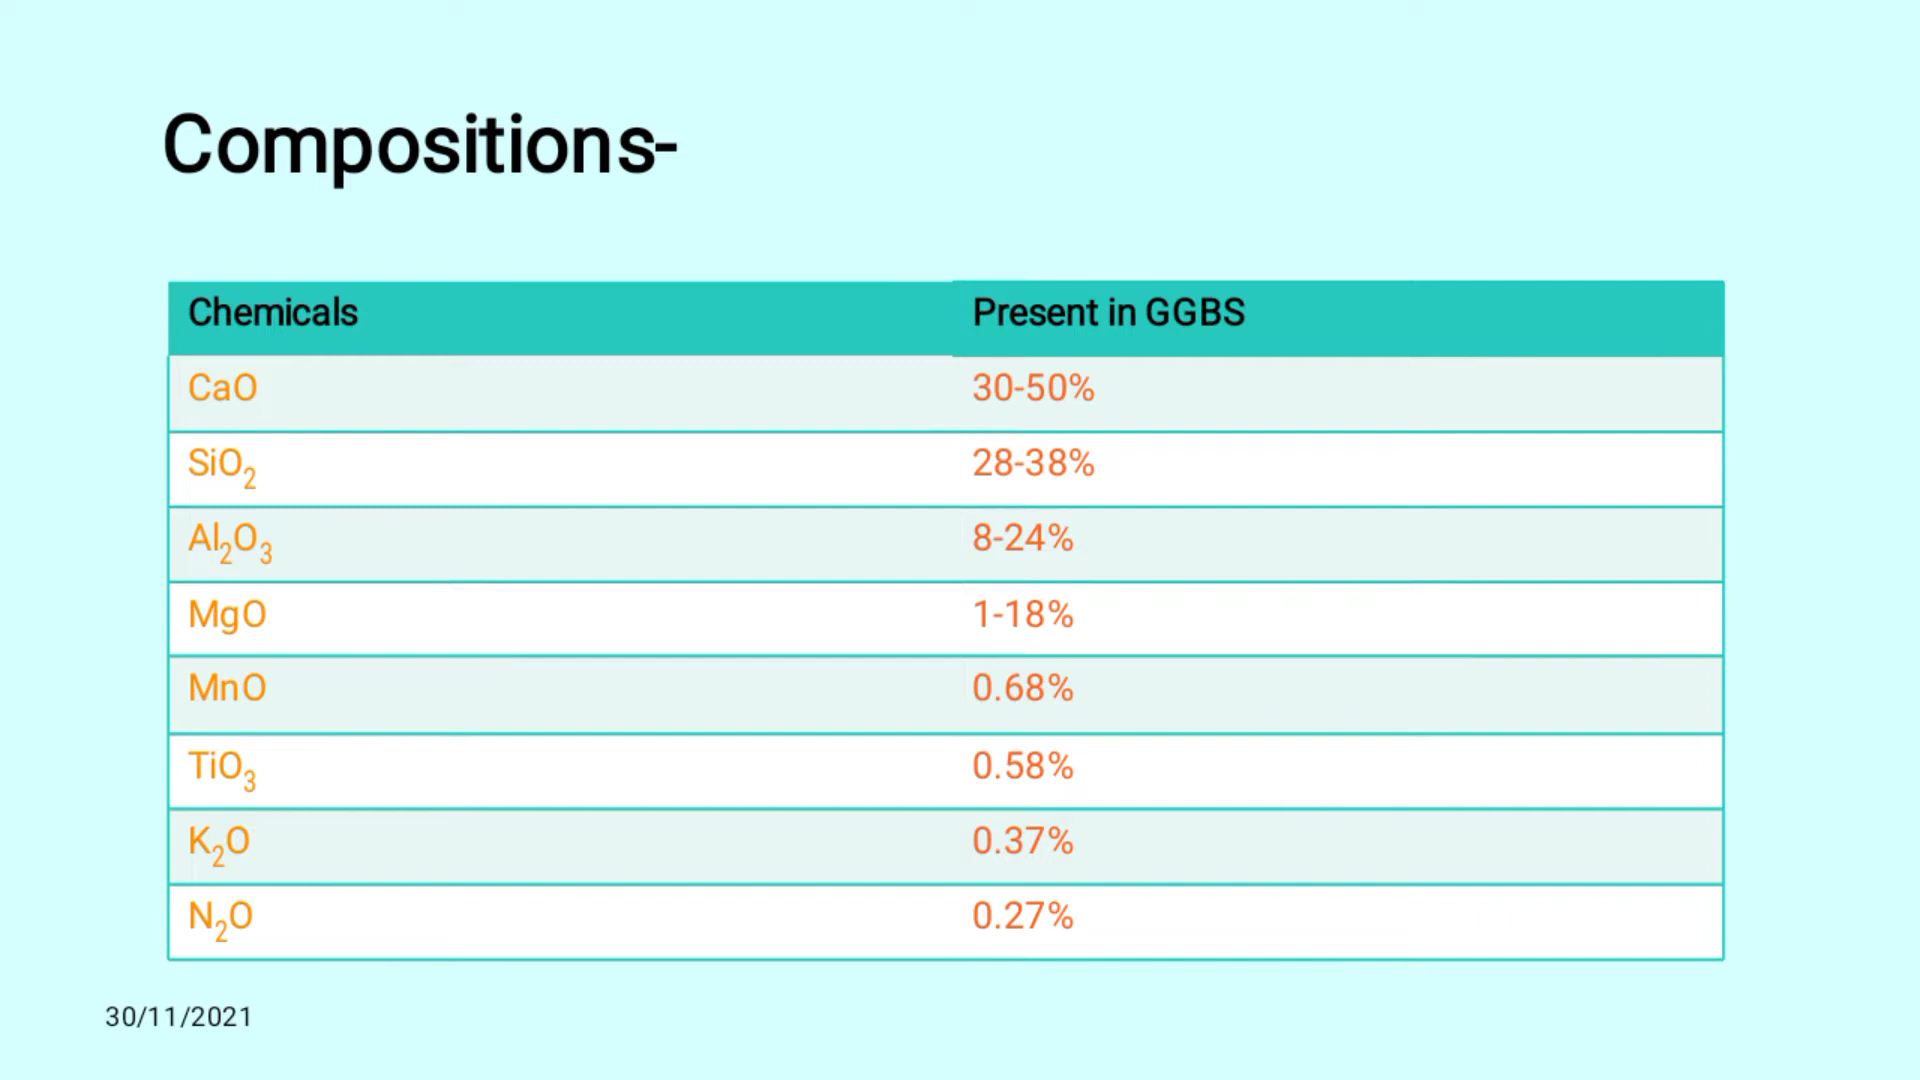 Compositions-
Chemicals Present in GGBS
CaO 30-50%
SiO₂ 28-38%
Al₂O₃ 8-24%
MgO 1-18%
MnO 0.68%
TiO₃ 0.58%
K₂O 0.37%
N₂O 0.27%
30/11/2021